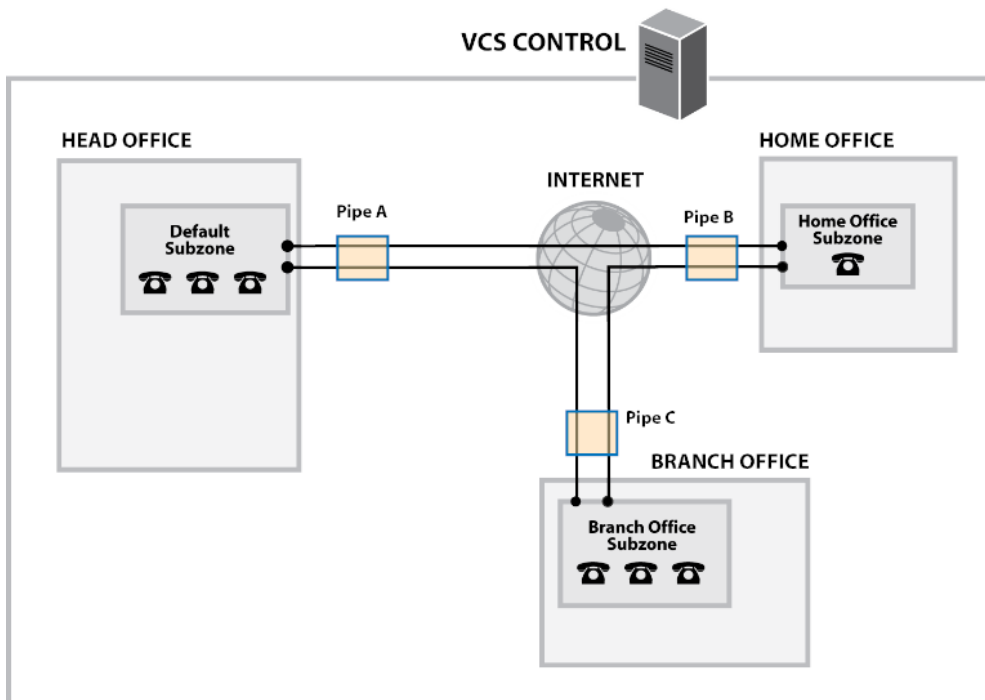 VCS CONTROL
HEAD OFFICE
HOME OFFICE
INTERNET
Pipe A
Pipe B
Default
Subzone
Home Office
Subzone
Pipe C
BRANCH OFFICE
Branch Office
Subzone